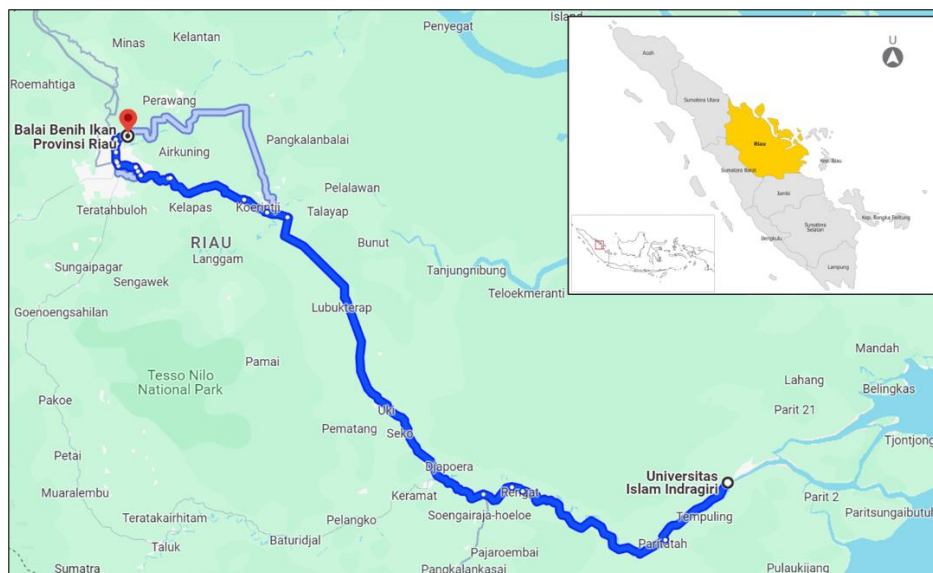 Island
Penyegat
Kelantan
Minas
Roemahtiga
Perawang
Balai Benih Ikan
Provinsi Riau
Airkuning
Pangkalanbalai
Pelalawan
Teratahbuloh
Kelapas
Koerintji
Talayap
RIAU
Langgam
Bunut
Sungaipagar
Sengawek
Tanjungnibung
Teloekmeranti
Goenoengsahilan
Lubukterap
Pamai
Tesso Nilo
National Park
Pakoe
Uki
Pematang
Seko
Petai
Djapoera
Muaralembu
Keramat
Rengat
Soengairaja-hoeloe
Teratakairhitam
Pelangko
Taluk
Baturidjal
Pajaroembai
Sumatra
Pangkalankasai
Mandah
Lahang
Belingkas
Parit 21
Tjontjong
Universitas
Islam Indragiri
Parit 2
Tempuling
Paritsungaibutuh
Pulaukijang
U
Aceh
Sumatera Utara
Riau
Kep. Riau
Sumatera Barat
Jambi
Sumatera
Selatan
Kep. Bangka Belitung
Bengkulu
Lampung